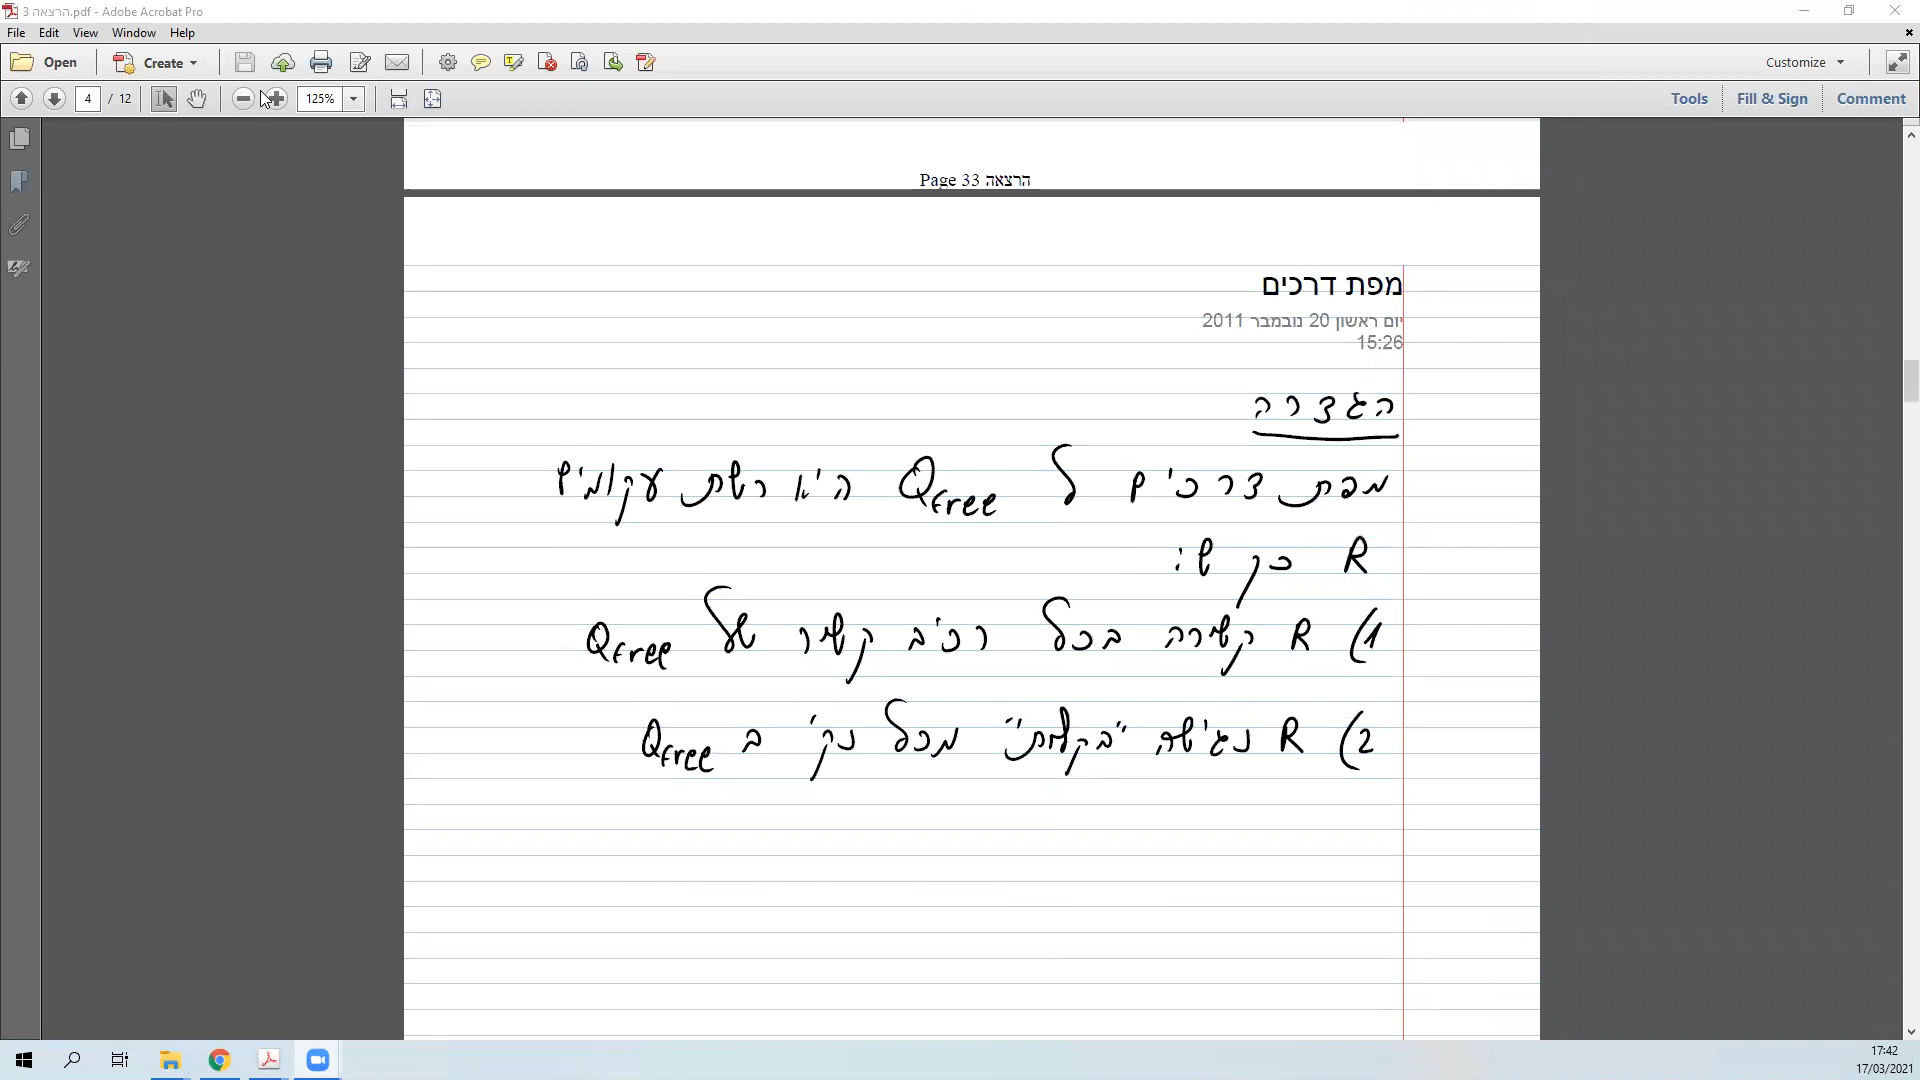 הרצאה 3.pdf - Adobe Acrobat Pro
File Edit View Window Help
Open Create Customize
4 / 12 125% Tools Fill & Sign Comment
הרצאה 3 Page 3
מפת דרכים
יום ראשון 20 נובמבר 2011
15:26
הגדרה
מפת דרכים ל Qfree היא רשת עקומים
R כך ש:
1) R קשירה בכל רכיב קשיר של Qfree
2) R נגישה "בקלות" מכל נק' ב Qfree
17:42
17/03/2021